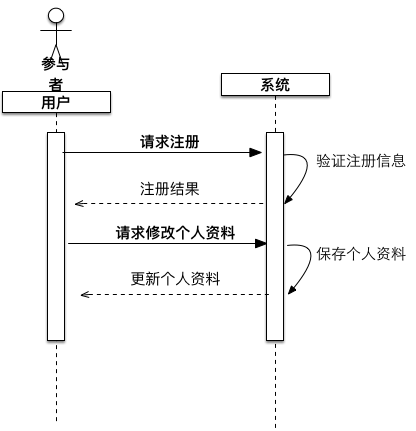 参与
者
用户
系统
请求注册
验证注册信息
注册结果
请求修改个人资料
保存个人资料
更新个人资料